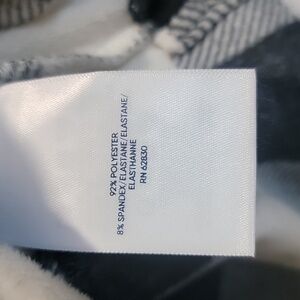 92% POLYESTER
8% SPANDEX/ELASTANE/ELASTANE/
ELASTHANNE
RN 62830